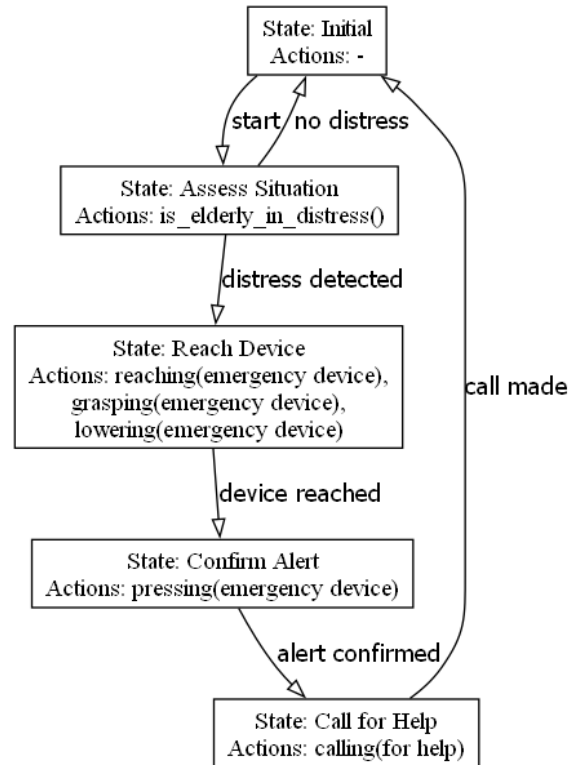 State: Initial
Actions: -
start
no distress
State: Assess Situation
Actions: is_elderly_in_distress()
distress detected
State: Reach Device
Actions: reaching(emergency device),
grasping(emergency device),
lowering(emergency device)
call made
device reached
State: Confirm Alert
Actions: pressing(emergency device)
alert confirmed
State: Call for Help
Actions: calling(for help)